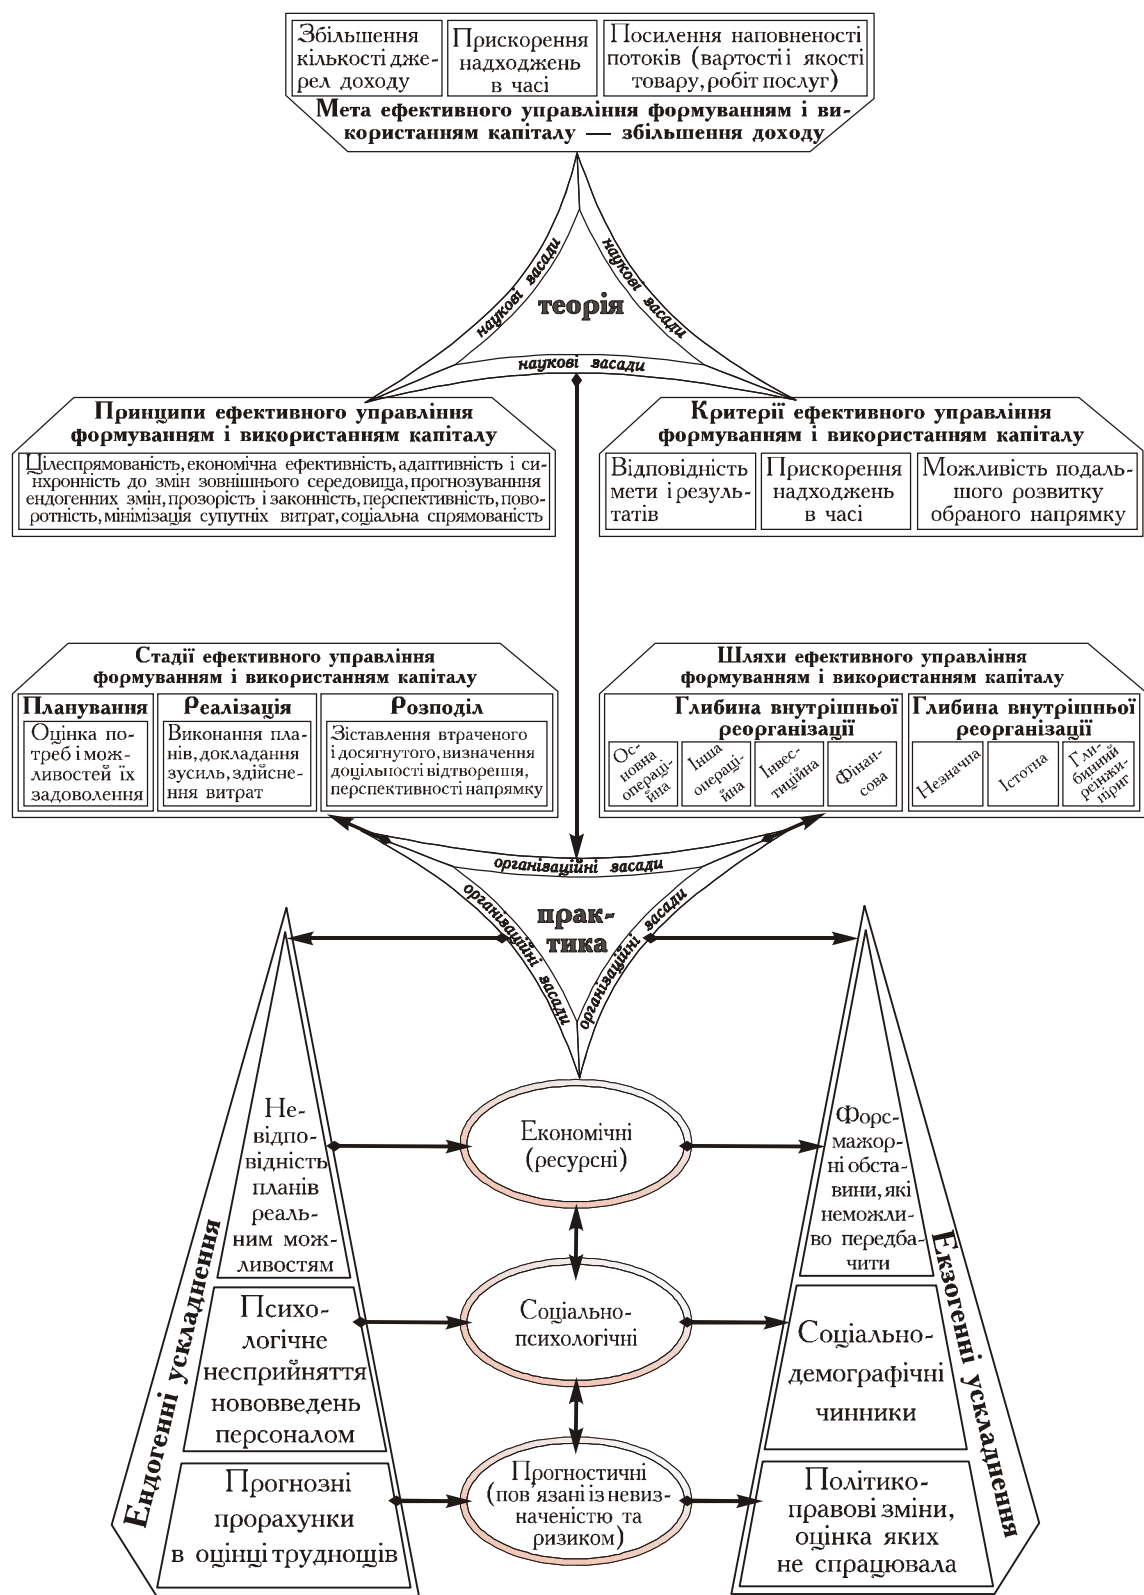 Збільшення
кількості дже-
рел доходу
Прискорення
надходжень
в часі
Посилення наповненості
потоків (вартості і якості
товару, робіт послуг)
Мета ефективного управління формуванням і ви-
користанням капіталу — збільшення доходу
наукові засади
наукові засади
теорія
наукові засади
Принципи ефективного управління
формуванням і використанням капіталу
Цілеспрямованість, економічна ефективність, адаптивність і си-
нхронність до змін зовнішнього середовища, прогнозування
ендогенних змін, прозорість і законність, перспективність, пово-
ротність, мінімізація супутніх витрат, соціальна спрямованість
Критерії ефективного управління
формуванням і використанням капіталу
Відповідність
мети і резуль-
татів
Прискорення
надходжень
в часі
Можливість подаль-
шого розвитку
обраного напрямку
Стадії ефективного управління
формуванням і використанням капіталу
Планування
Оцінка по-
треб і мож-
ливостей їх
задоволення
Реалізація
Виконання пла-
нів, докладання
зусиль, здійсне-
ння витрат
Розподіл
Зіставлення втраченого
і досягнутого, визначення
доцільності відтворення,
перспективності напрямку
Шляхи ефективного управління
формуванням і використанням капіталу
Глибина внутрішньої
реорганізації
Ос-
новна
операці-
йна
Інша
операці-
йна
Інвес-
тиційна
Фінан-
сова
Глибина внутрішньої
реорганізації
Незначна
Істотна
Гли-
бинний
реінжи-
ніриг
організаційні засади
організаційні засади
прак-
тика
організаційні засади
Ендогенні ускладнення
Не-
відпо-
відність
планів
реаль-
ним мож-
ливостям
Психо-
логічне
несприйняття
нововведень
персоналом
Прогнозні
прорахунки
в оцінці труднощів
Економічні
(ресурсні)
Соціально-
психологічні
Прогностичні
(пов’язані із невиз-
наченістю та
ризиком)
Форс-
мажор-
ні обста-
вини, які
неможли-
во передба-
чити
Соціально-
демографічні
чинники
Політико-
правові зміни,
оцінка яких
не спрацювала
Екзогенні ускладнення